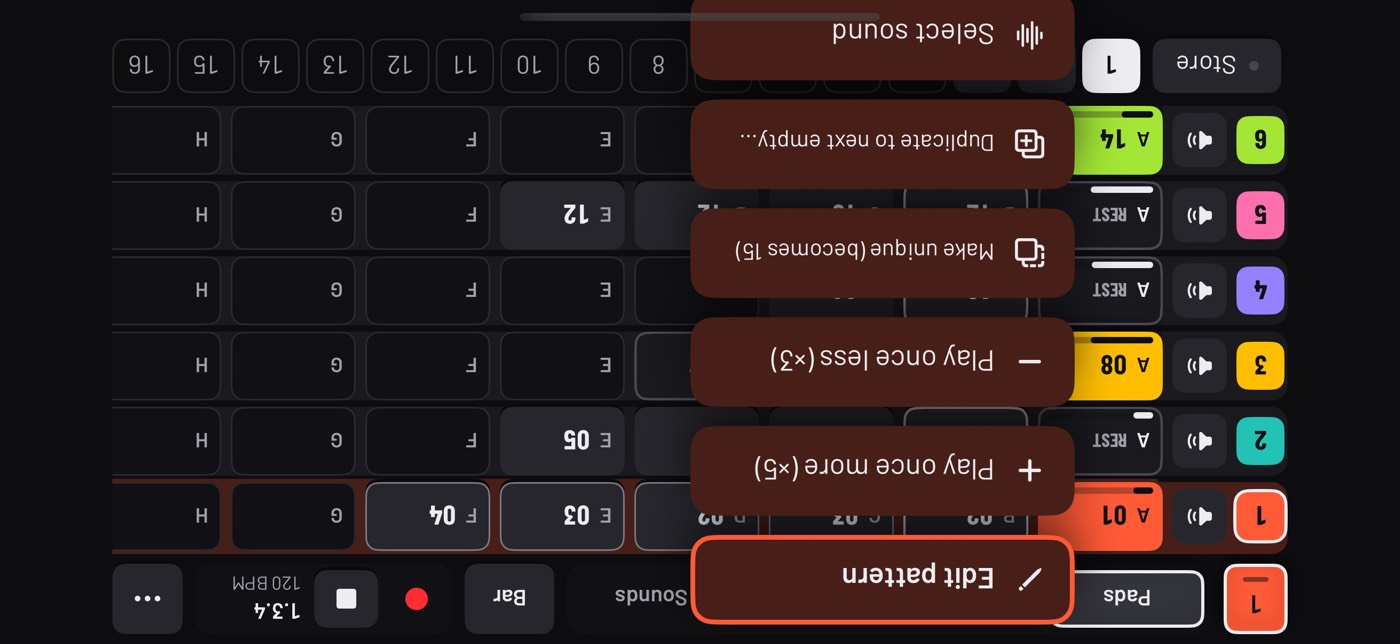 1
Pads
Sounds
Bar
1.3.4
120 BPM
Edit pattern
1
A 01
E 03
F 04
G
H
Play once more (×5)
2
A REST
E 05
F
G
H
Play once less (×3)
3
A 08
E
F
G
H
Make unique (becomes 15)
4
A REST
E
F
G
H
5
A REST
E 12
F
G
H
Duplicate to next empty...
6
A 14
E
F
G
H
Select sound
Store
1
8
9
10
11
12
13
14
15
16